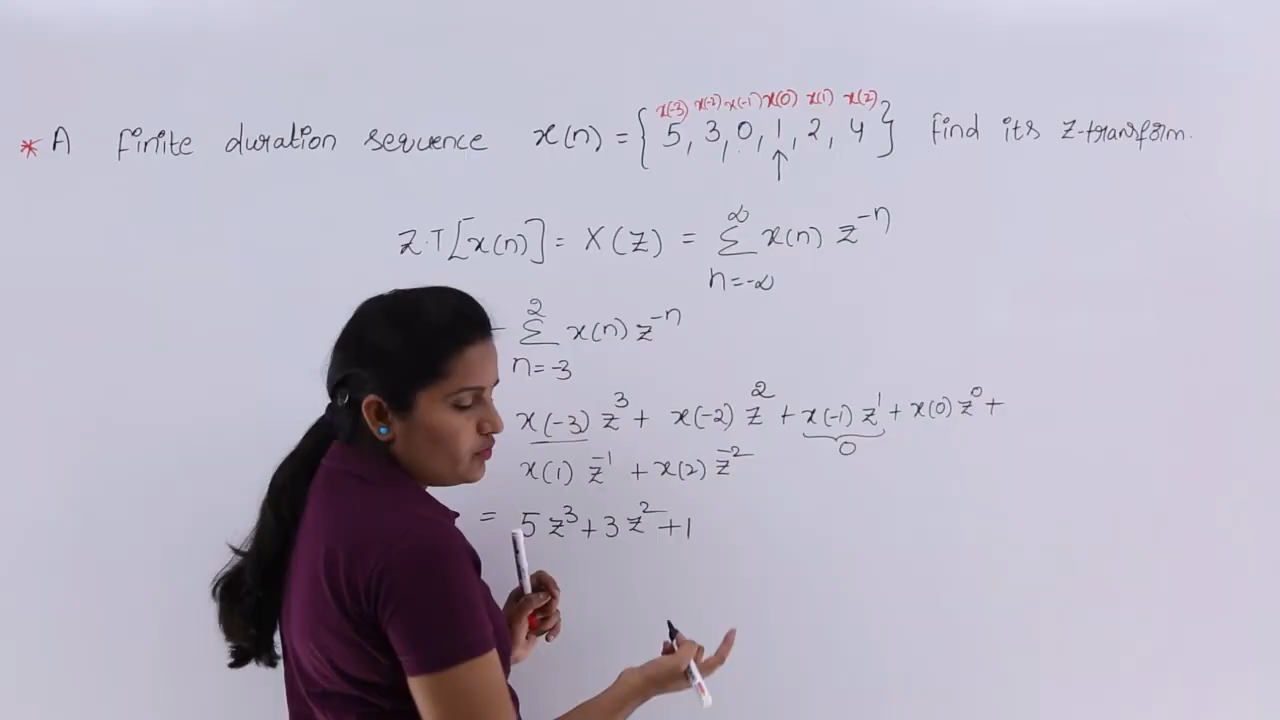 x(-3) x(-2) x(-1) x(0) x(1) x(2)
* A finite duration sequence x(n) = { 5, 3, 0, 1, 2, 4 } find its Z-transform.
↑
Z.T[x(n)] = X(Z) = ∞ Σ n=-∞ x(n) z^-n
2 Σ n=-3 x(n) z^-n
x(-3) z^3 + x(-2) z^2 + x(-1) z^1 + x(0) z^0 +
0
x(1) z^-1 + x(2) z^-2
= 5 z^3 + 3 z^2 + 1